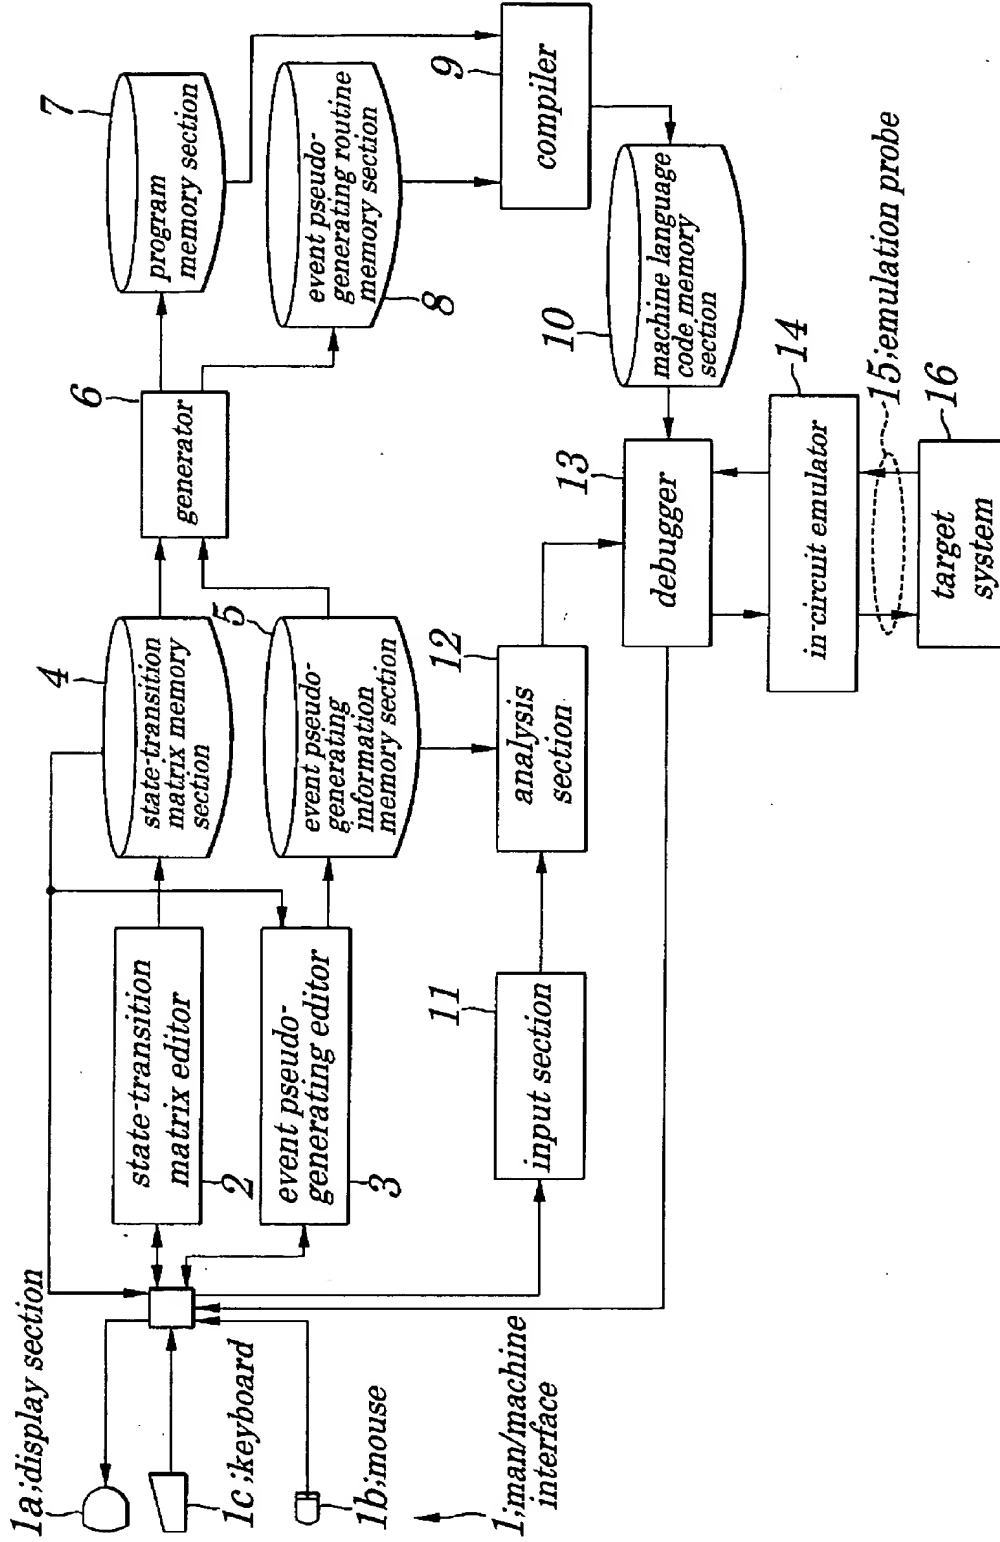 1a;display section
1c;keyboard
1b;mouse
1;man/machine
interface
state-transition
matrix editor
2
event pseudo-
generating editor
3
4
state-transition
matrix memory
section
5
event pseudo-
generating
information
memory section
6
generator
7
program
memory section
event pseudo-
generating routine
memory section
8
9
compiler
10
machine language
code memory
section
11
input section
12
analysis
section
13
debugger
14
in-circuit emulator
15;emulation probe
16
target
system